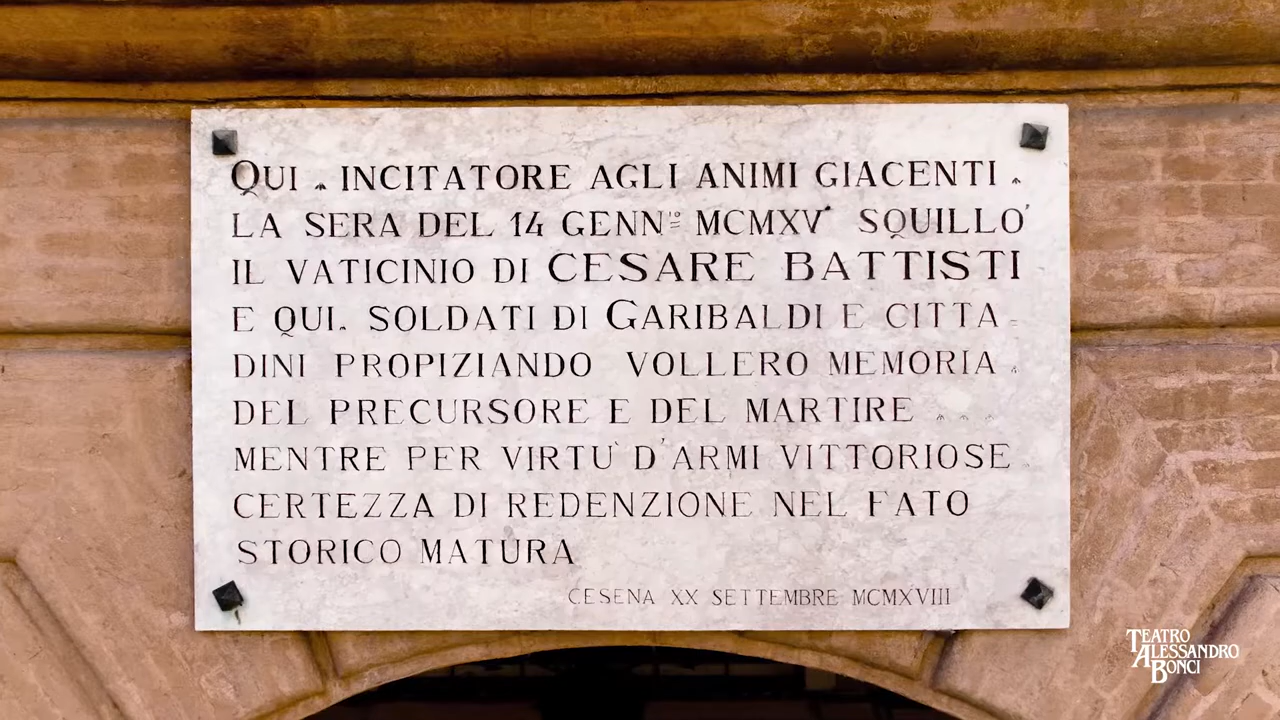 QUI . INCITATORE AGLI ANIMI GIACENTI .
LA SERA DEL 14 GENNᴵᴼ MCMXV SQUILLO'
IL VATICINIO DI CESARE BATTISTI
E QUI. SOLDATI DI GARIBALDI E CITTA-
DINI PROPIZIANDO VOLLERO MEMORIA .
DEL PRECURSORE E DEL MARTIRE . . .
MENTRE PER VIRTU' D'ARMI VITTORIOSE
CERTEZZA DI REDENZIONE NEL FATO
STORICO MATURA
CESENA XX SETTEMBRE MCMXVIII
TEATRO
ALESSANDRO
BONCI